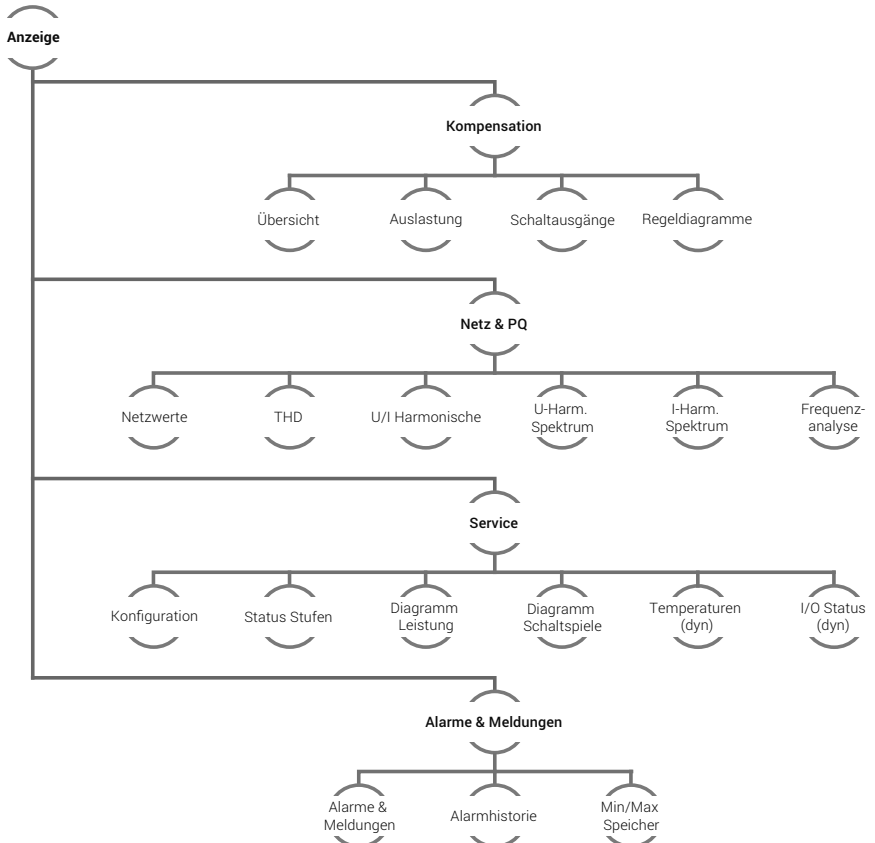 Anzeige
Kompensation
Übersicht
Auslastung
Schaltausgänge
Regeldiagramme
Netz & PQ
Netzwerte
THD
U/I Harmonische
U-Harm.
Spektrum
I-Harm.
Spektrum
Frequenz-
analyse
Service
Konfiguration
Status Stufen
Diagramm
Leistung
Diagramm
Schaltspiele
Temperaturen
(dyn)
I/O Status
(dyn)
Alarme & Meldungen
Alarme &
Meldungen
Alarmhistorie
Min/Max
Speicher